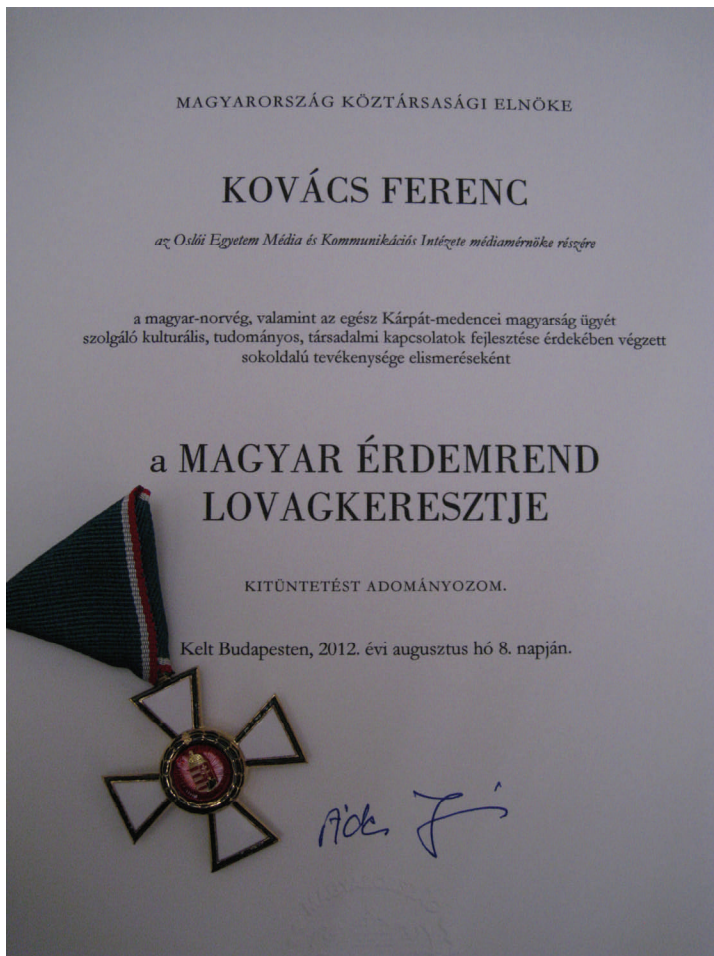 MAGYARORSZÁG KÖZTÁRSASÁGI ELNÖKE
KOVÁCS FERENC
az Oslói Egyetem Média és Kommunikációs Intézete médiamérnöke részére
a magyar-norvég, valamint az egész Kárpát-medencei magyarság ügyét
szolgáló kulturális, tudományos, társadalmi kapcsolatok fejlesztése érdekében végzett
sokoldalú tevékenysége elismeréseként
a MAGYAR ÉRDEMREND
LOVAGKERESZTJE
KITÜNTETÉST ADOMÁNYOZOM.
Kelt Budapesten, 2012. évi augusztus hó 8. napján.